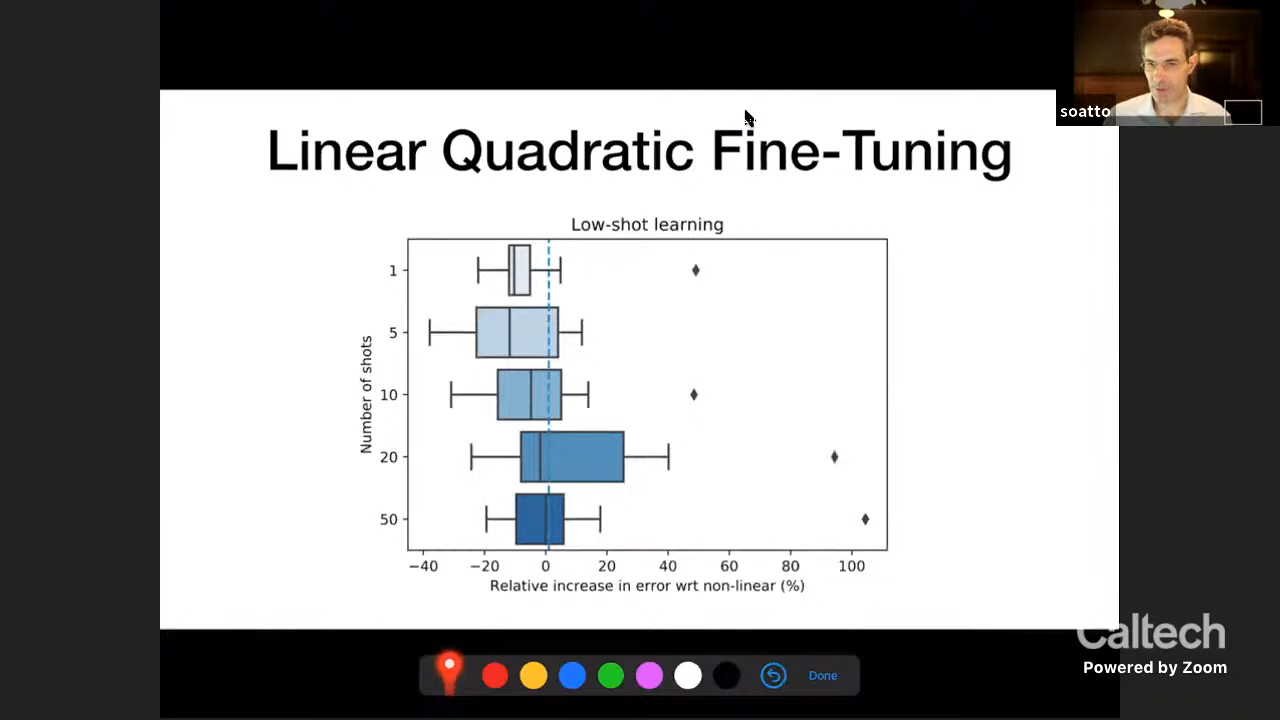 soatto
Linear Quadratic Fine-Tuning
Low-shot learning
Number of shots
1
5
10
20
50
−40 −20 0 20 40 60 80 100
Relative increase in error wrt non-linear (%)
Caltech
Powered by Zoom
Done